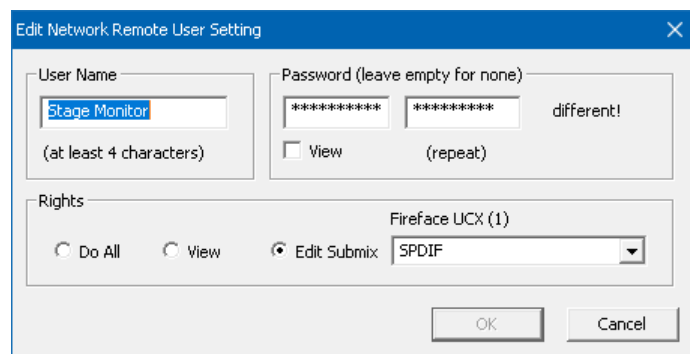 Edit Network Remote User Setting
User Name
Stage Monitor
(at least 4 characters)
Password (leave empty for none)
********** ********* different!
View (repeat)
Rights
Fireface UCX (1)
Do All View Edit Submix SPDIF
OK Cancel